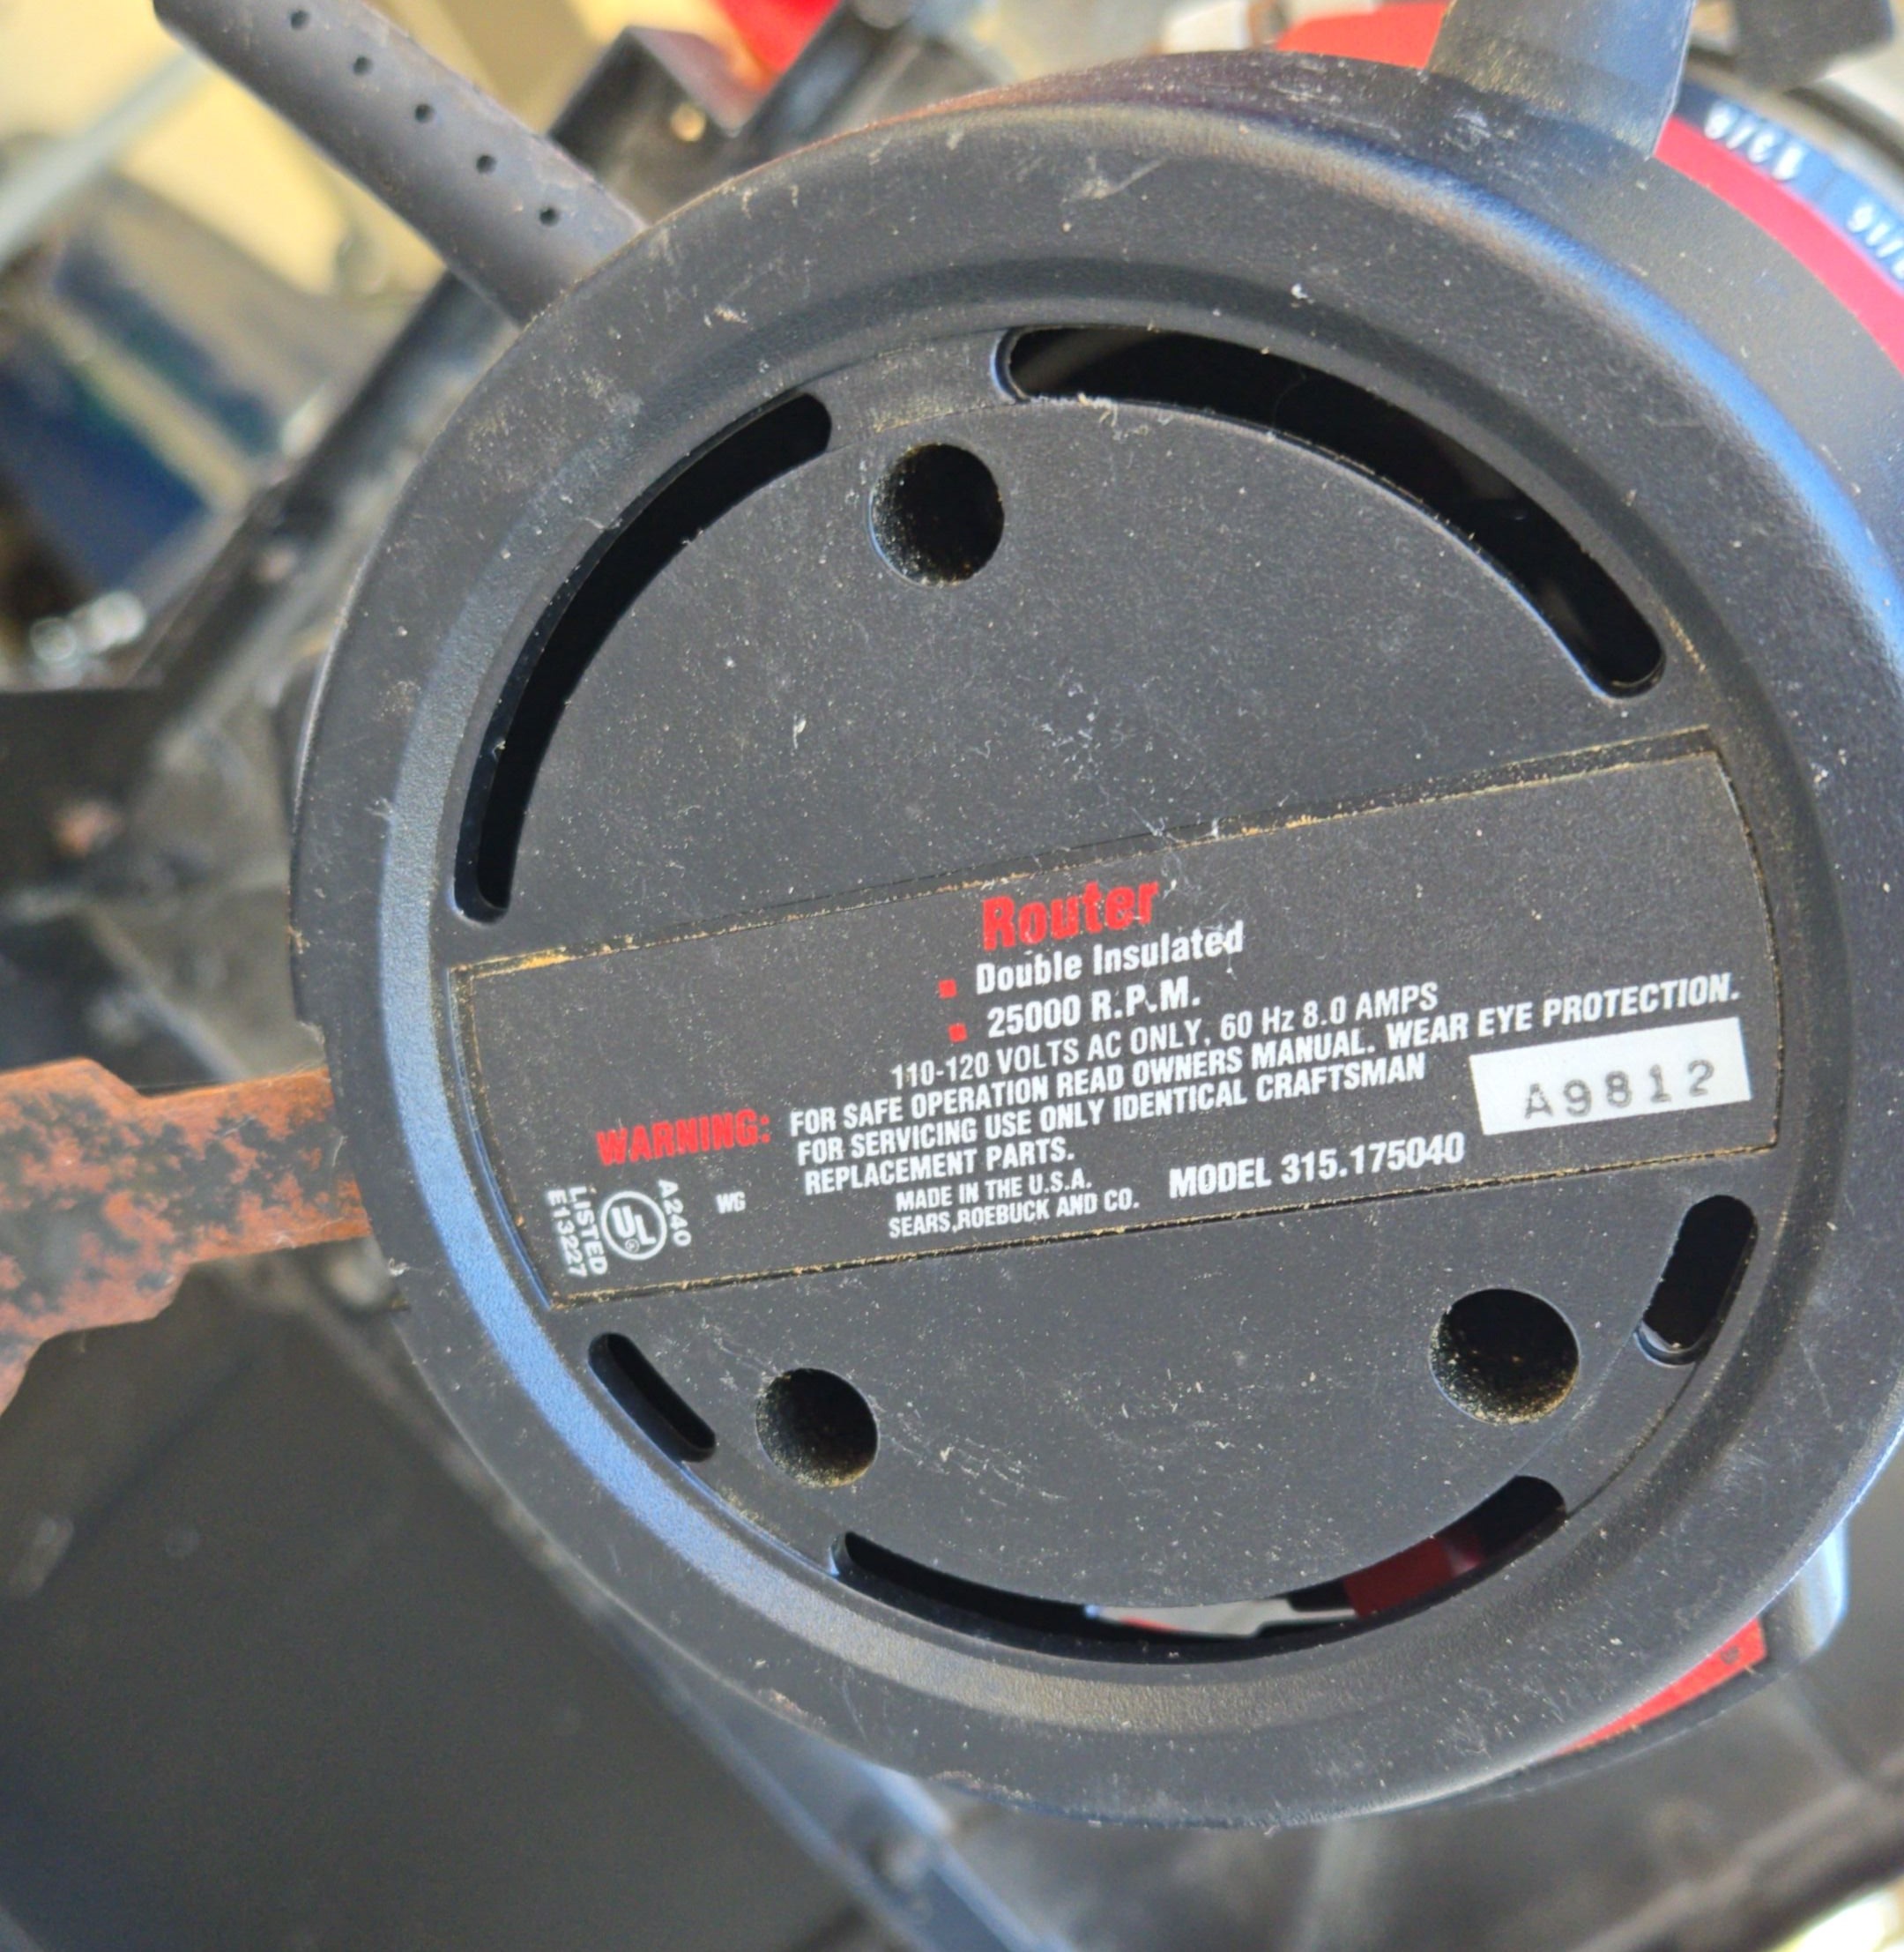 Router
Double Insulated
25000 R.P.M.
110-120 VOLTS AC ONLY, 60 Hz 8.0 AMPS
WARNING: FOR SAFE OPERATION READ OWNERS MANUAL. WEAR EYE PROTECTION.
FOR SERVICING USE ONLY IDENTICAL CRAFTSMAN
REPLACEMENT PARTS.
A9812
MADE IN THE U.S.A.
SEARS,ROEBUCK AND CO.
MODEL 315.175040
WG
A240
UL
LISTED
E13227